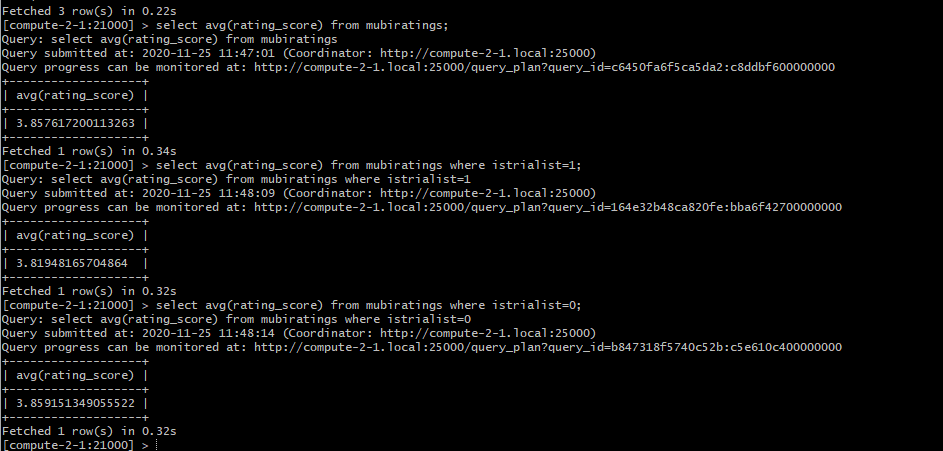 Fetched 3 row(s) in 0.22s
[compute-2-1:21000] > select avg(rating_score) from mubiratings;
Query: select avg(rating_score) from mubiratings
Query submitted at: 2020-11-25 11:47:01 (Coordinator: http://compute-2-1.local:25000)
Query progress can be monitored at: http://compute-2-1.local:25000/query_plan?query_id=c6450fa6f5ca5da2:c8ddbf600000000
+-------------------+
| avg(rating_score) |
+-------------------+
| 3.857617200113263 |
+-------------------+
Fetched 1 row(s) in 0.34s
[compute-2-1:21000] > select avg(rating_score) from mubiratings where istrialist=1;
Query: select avg(rating_score) from mubiratings where istrialist=1
Query submitted at: 2020-11-25 11:48:09 (Coordinator: http://compute-2-1.local:25000)
Query progress can be monitored at: http://compute-2-1.local:25000/query_plan?query_id=164e32b48ca820fe:bba6f42700000000
+-------------------+
| avg(rating_score) |
+-------------------+
| 3.81948165704864  |
+-------------------+
Fetched 1 row(s) in 0.32s
[compute-2-1:21000] > select avg(rating_score) from mubiratings where istrialist=0;
Query: select avg(rating_score) from mubiratings where istrialist=0
Query submitted at: 2020-11-25 11:48:14 (Coordinator: http://compute-2-1.local:25000)
Query progress can be monitored at: http://compute-2-1.local:25000/query_plan?query_id=b847318f5740c52b:c5e610c400000000
+-------------------+
| avg(rating_score) |
+-------------------+
| 3.859151349055522 |
+-------------------+
Fetched 1 row(s) in 0.32s
[compute-2-1:21000] >